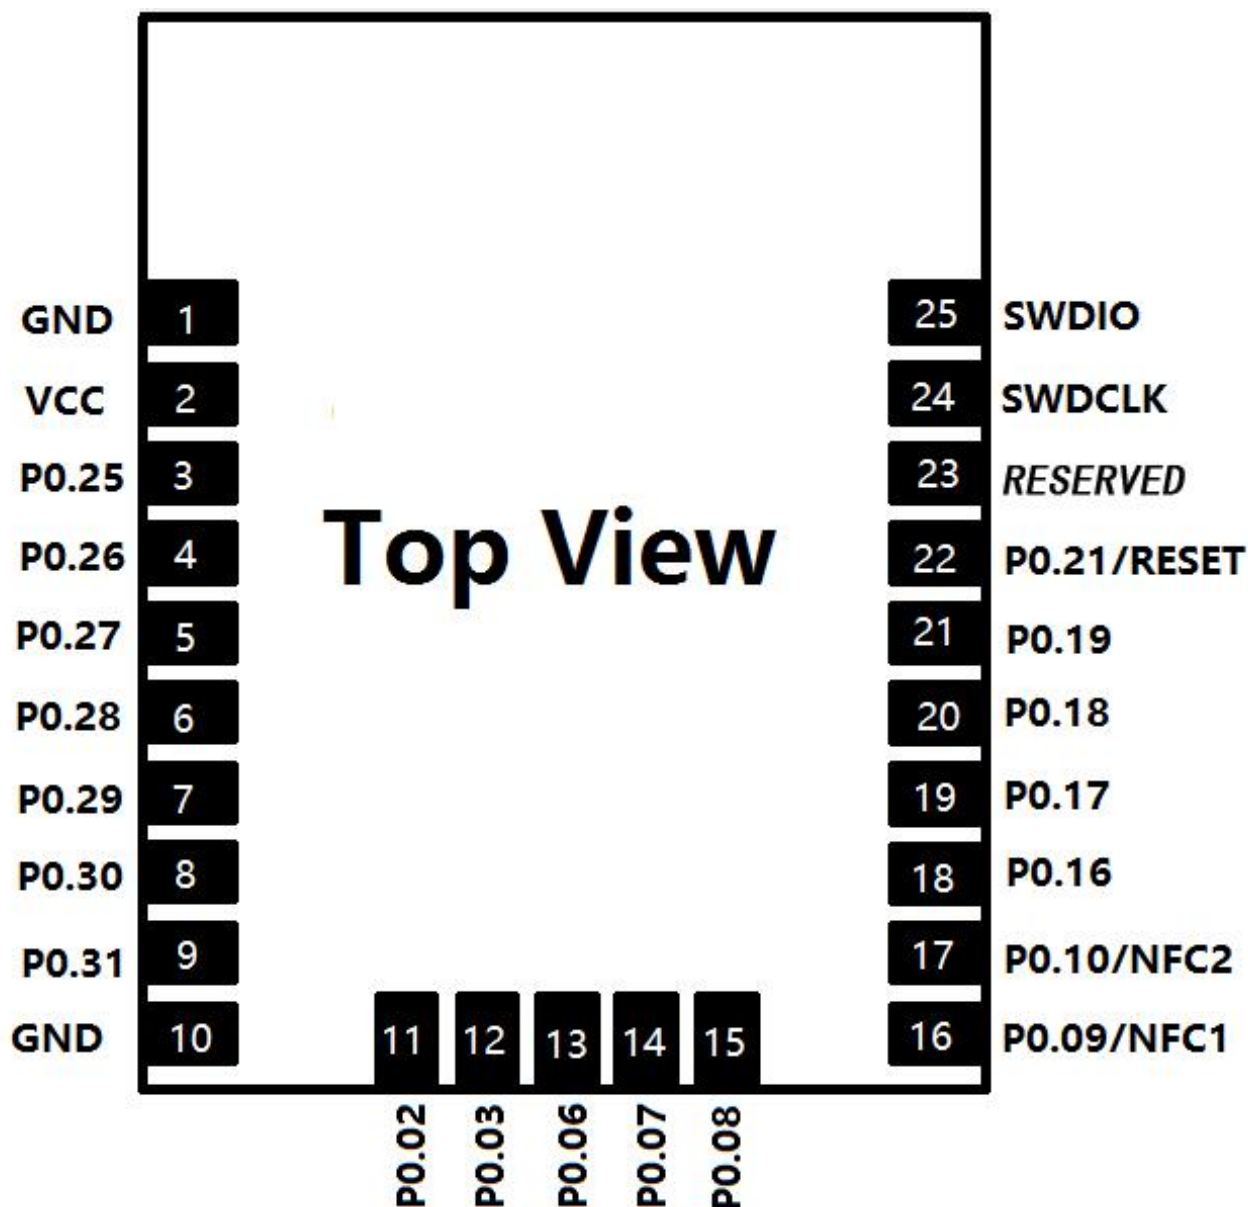 GND 1 25 SWDIO
VCC 2 24 SWDCLK
P0.25 3 23 RESERVED
P0.26 4 Top View 22 P0.21/RESET
P0.27 5 21 P0.19
P0.28 6 20 P0.18
P0.29 7 19 P0.17
P0.30 8 18 P0.16
P0.31 9 17 P0.10/NFC2
GND 10 11 12 13 14 15 16 P0.09/NFC1
P0.02 P0.03 P0.06 P0.07 P0.08